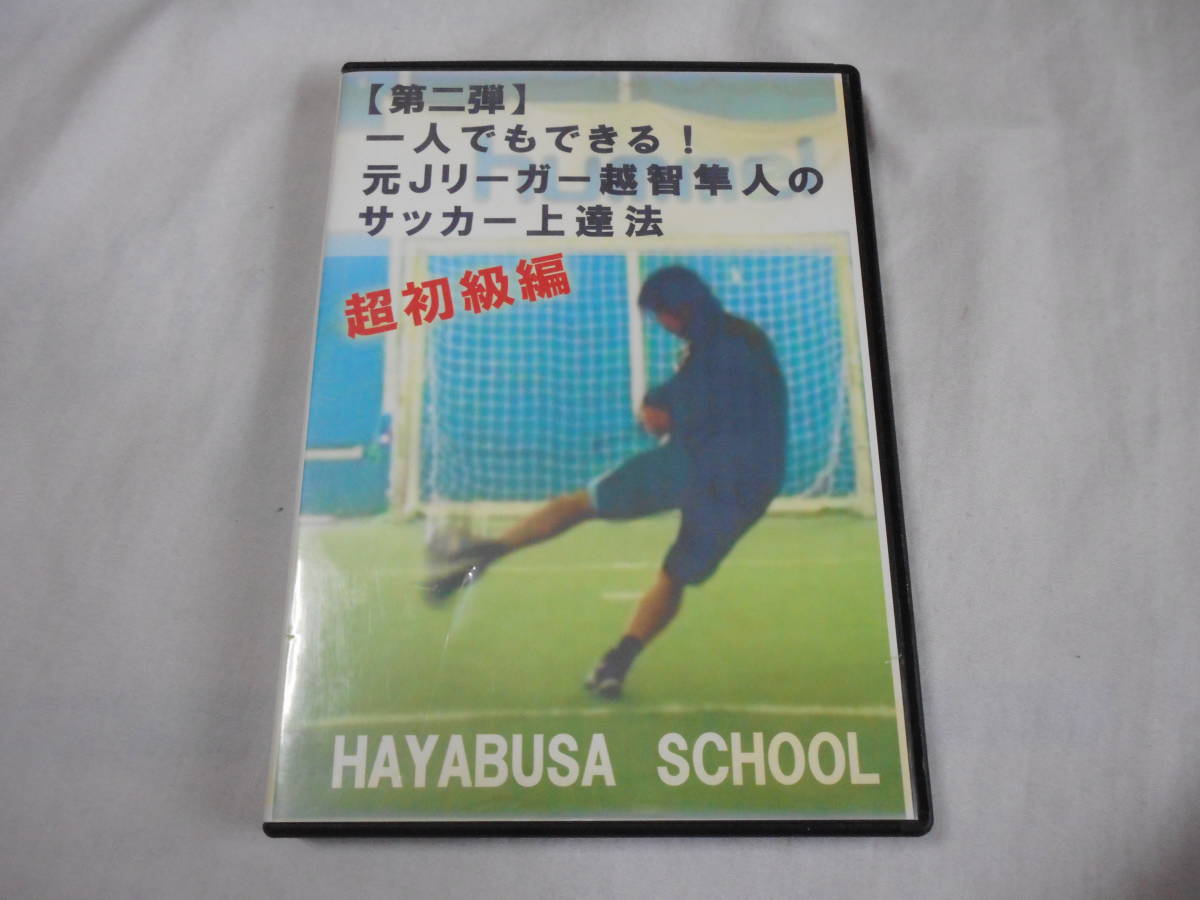 【第二弾】
一人でもできる！
元Jリーガー越智隼人の
サッカー上達法
超初級編
hummel
HAYABUSA SCHOOL